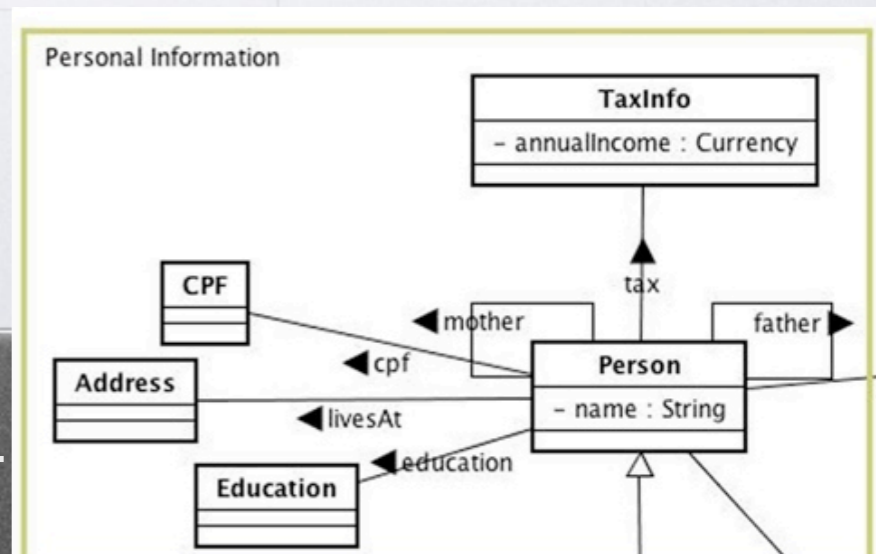 Personal Information
TaxInfo
- annualIncome : Currency
CPF
tax
mother
father
cpf
Person
Address
- name : String
livesAt
education
Education